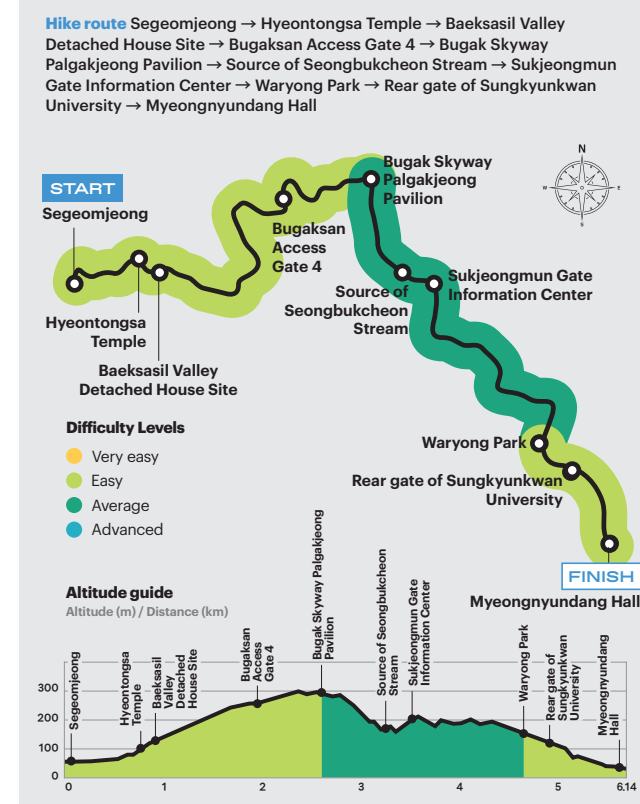 Hike route Segeomjeong → Hyeontongsa Temple → Baeksasil Valley
Detached House Site → Bugaksan Access Gate 4 → Bugak Skyway
Palgakjeong Pavilion → Source of Seongbukcheon Stream → Sukjeongmun
Gate Information Center → Waryong Park → Rear gate of Sungkyunkwan
University → Myeongnyundang Hall
N
W
E
S
START
Segeomjeong
Bugak Skyway
Palgakjeong
Pavilion
Bugaksan
Access
Gate 4
Hyeontongsa
Temple
Baeksasil Valley
Detached House Site
Source of
Seongbukcheon
Stream
Sukjeongmun Gate
Information Center
Waryong Park
Rear gate of Sungkyunkwan
University
FINISH
Myeongnyundang Hall
Difficulty Levels
Very easy
Easy
Average
Advanced
Altitude guide
Altitude (m) / Distance (km)
Segeomjeong
Hyeontongsa
Temple
Baeksasil
Valley
Detached
House Site
Bugaksan
Access
Gate 4
Bugak Skyway Palgakjeong
Pavilion
Source of Seongbukcheon
Stream
Sukjeongmun Gate
Information Center
Waryong Park
Rear gate of
Sungkyunkwan
University
Myeongnyundang
Hall
300
200
100
0
0 1 2 3 4 5 6.14